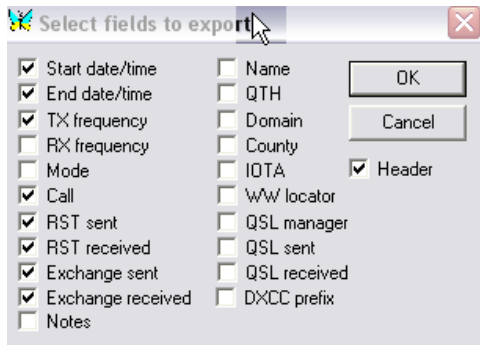 Select fields to export
Start date/time
End date/time
TX frequency
RX frequency
Mode
Call
RST sent
RST received
Exchange sent
Exchange received
Notes
Name
QTH
Domain
County
IOTA
WW locator
QSL manager
QSL sent
QSL received
DXCC prefix
OK
Cancel
Header